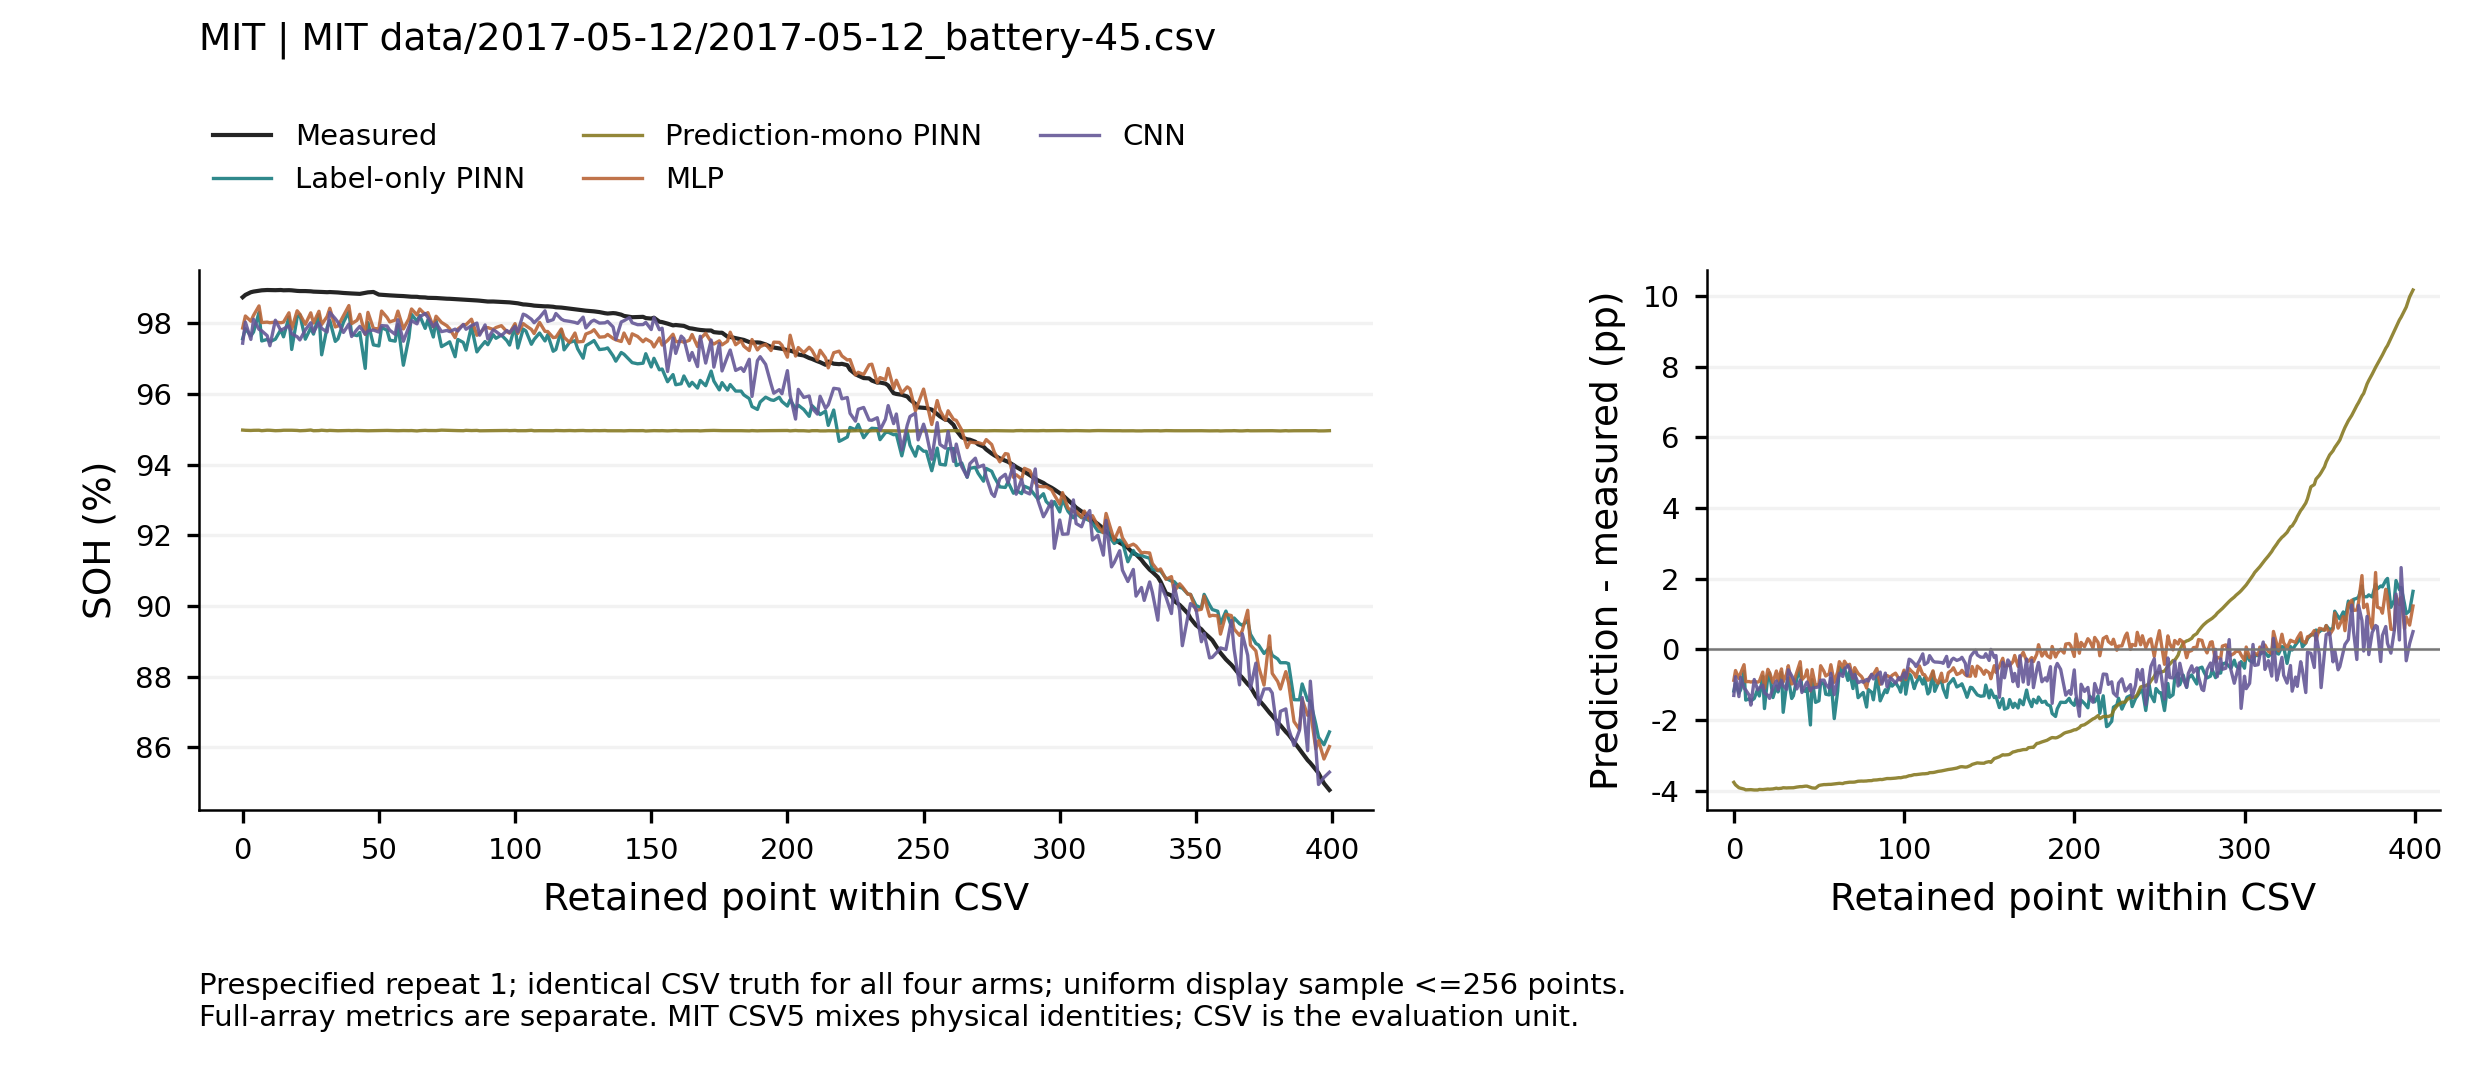 MIT | MIT data/2017-05-12/2017-05-12_battery-45.csv
Measured
Label-only PINN
Prediction-mono PINN
MLP
CNN
SOH (%)
98
96
94
92
90
88
86
0 50 100 150 200 250 300 350 400
Retained point within CSV
Prediction - measured (pp)
10
8
6
4
2
0
-2
-4
0 100 200 300 400
Retained point within CSV
Prespecified repeat 1; identical CSV truth for all four arms; uniform display sample <=256 points.
Full-array metrics are separate. MIT CSV5 mixes physical identities; CSV is the evaluation unit.